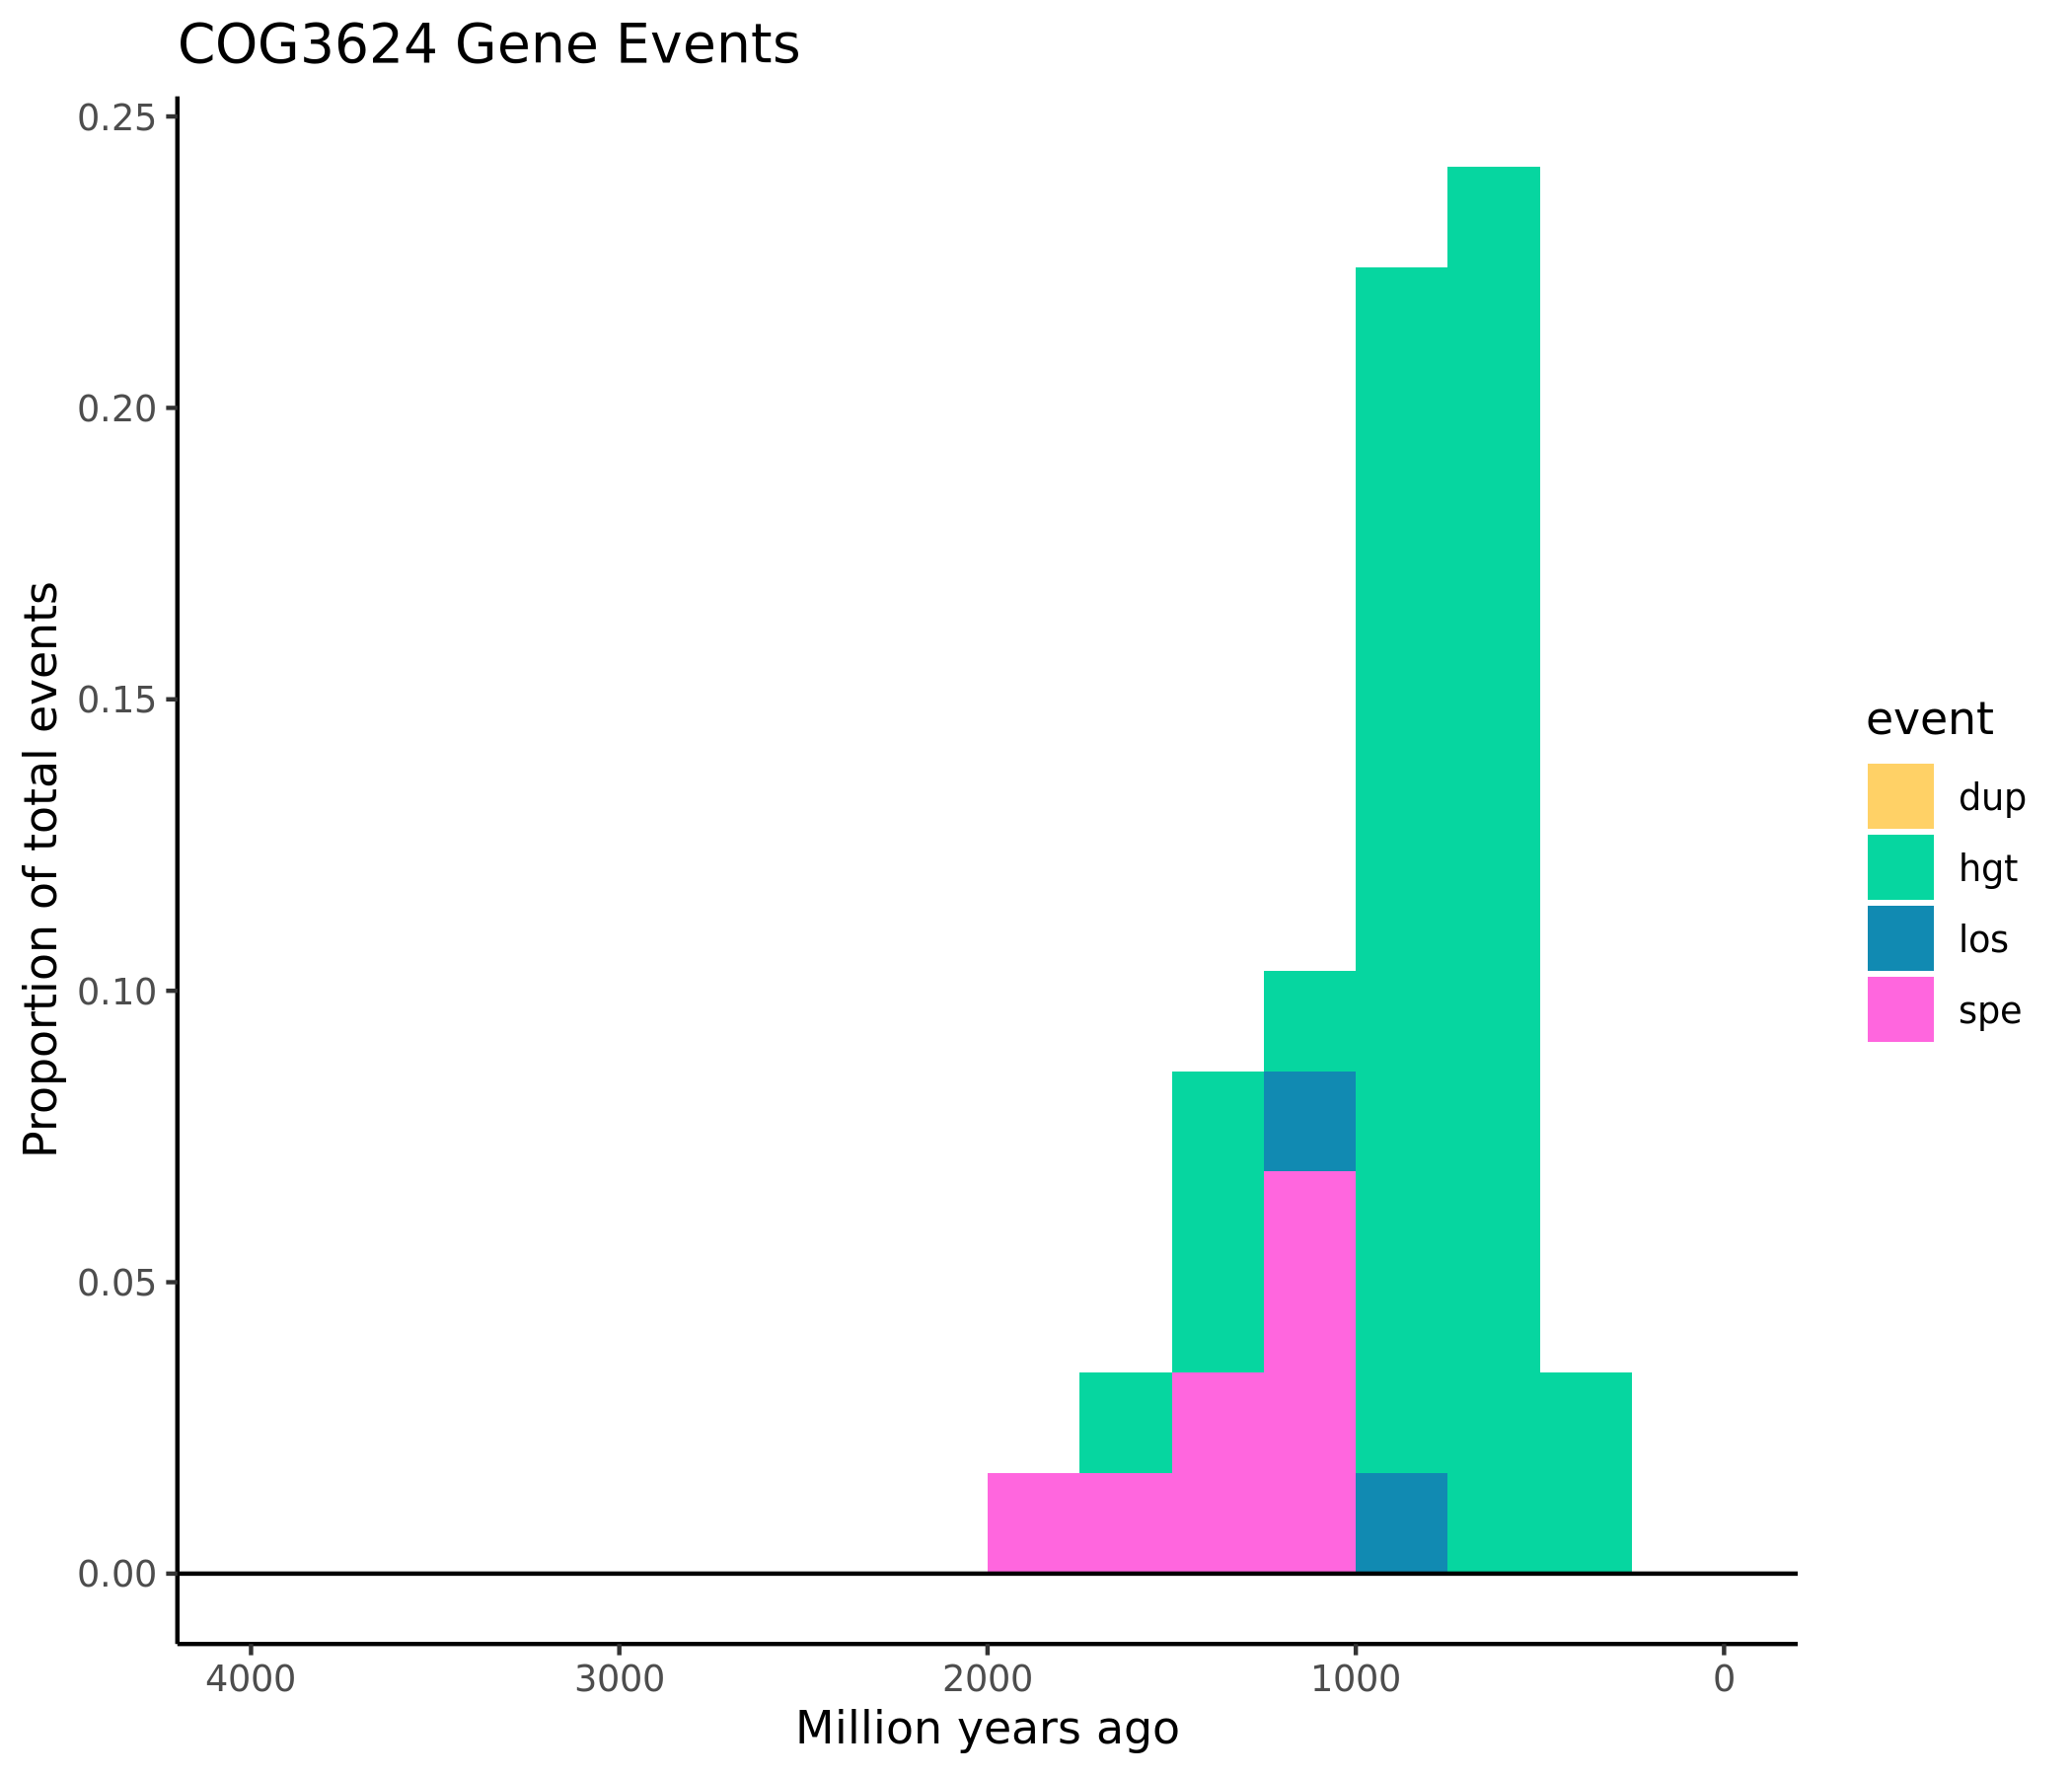 COG3624 Gene Events
Proportion of total events
0.25
0.20
0.15
0.10
0.05
0.00
4000 3000 2000 1000 0
Million years ago
event
dup
hgt
los
spe